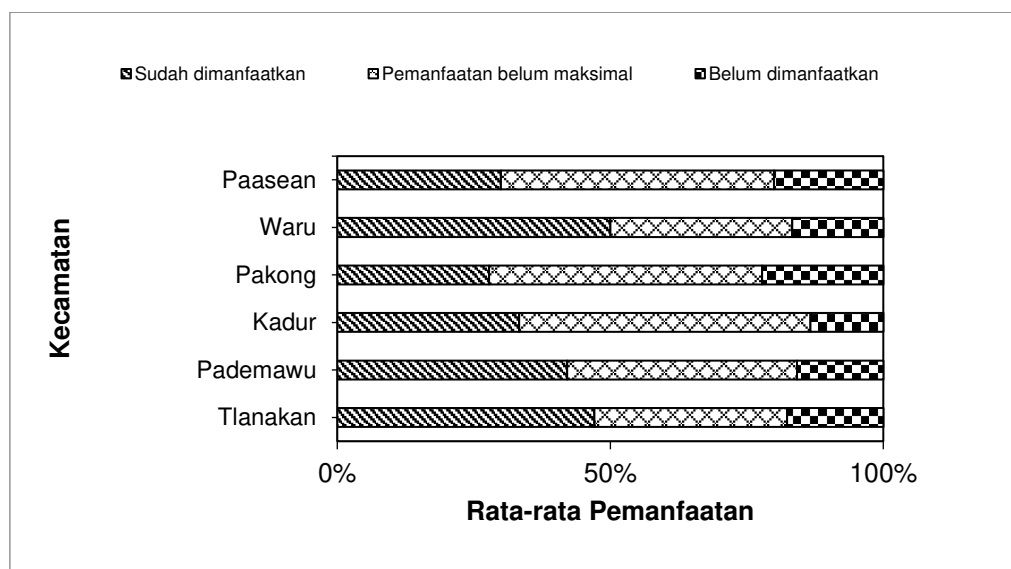 Sudah dimanfaatkan Pemanfaatan belum maksimal Belum dimanfaatkan
Kecamatan
Paasean
Waru
Pakong
Kadur
Pademawu
Tlanakan
0% 50% 100%
Rata-rata Pemanfaatan